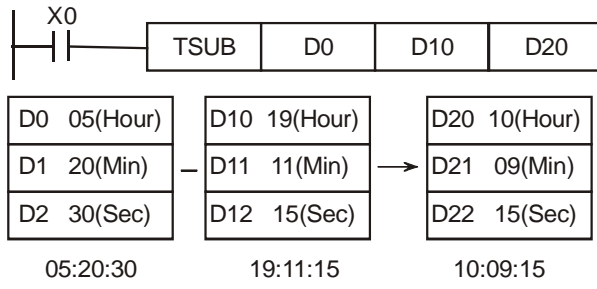 X0
TSUB D0 D10 D20
D0 05(Hour) D10 19(Hour) D20 10(Hour)
D1 20(Min) – D11 11(Min) → D21 09(Min)
D2 30(Sec) D12 15(Sec) D22 15(Sec)
05:20:30 19:11:15 10:09:15